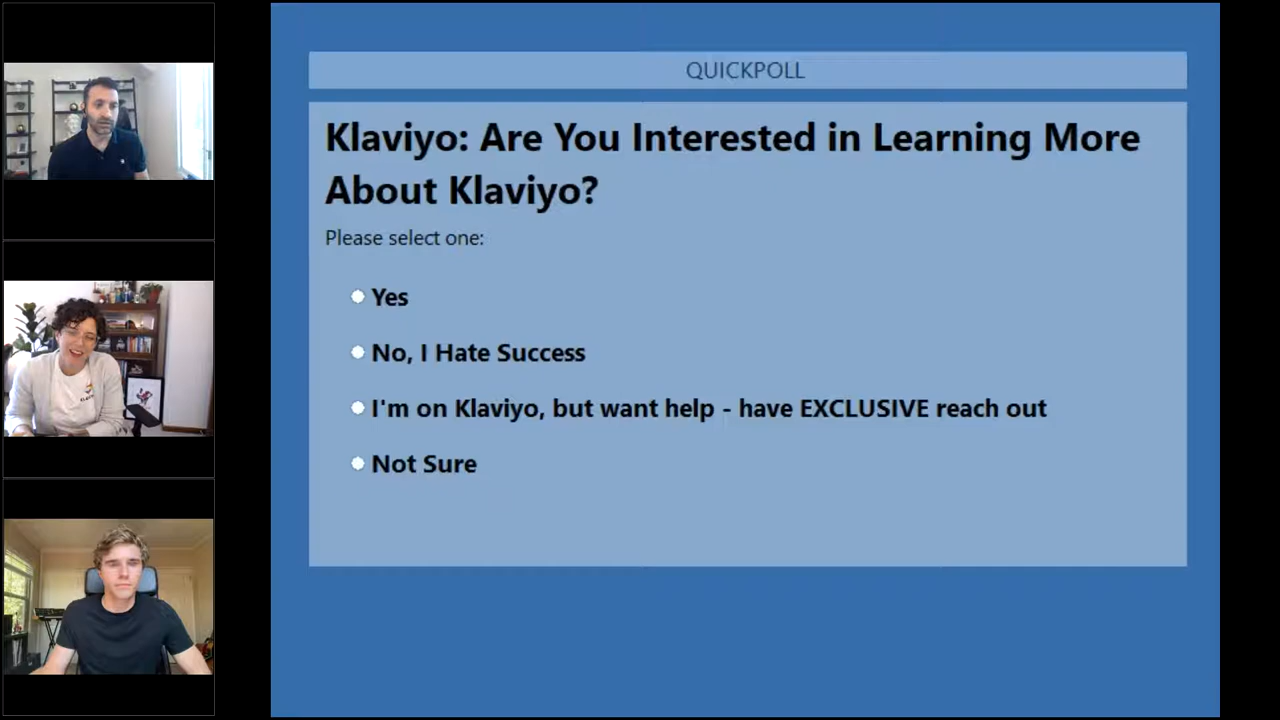 QUICKPOLL
Klaviyo: Are You Interested in Learning More
About Klaviyo?
Please select one:
Yes
No, I Hate Success
I'm on Klaviyo, but want help - have EXCLUSIVE reach out
Not Sure